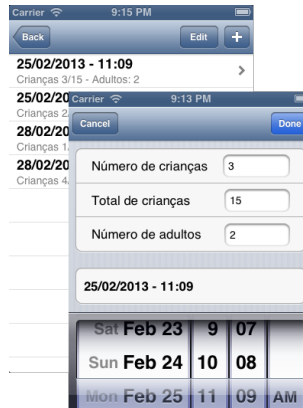 Carrier 9:15 PM
Back Edit +
25/02/2013 - 11:09
Crianças 3/15 - Adultos: 2
25/02/20
Crianças 2
28/02/20
Crianças 1
28/02/20
Crianças 4
Carrier 9:13 PM
Cancel Done
Número de crianças 3
Total de crianças 15
Número de adultos 2
25/02/2013 - 11:09
Sat Feb 23 9 07
Sun Feb 24 10 08
Mon Feb 25 11 09 AM